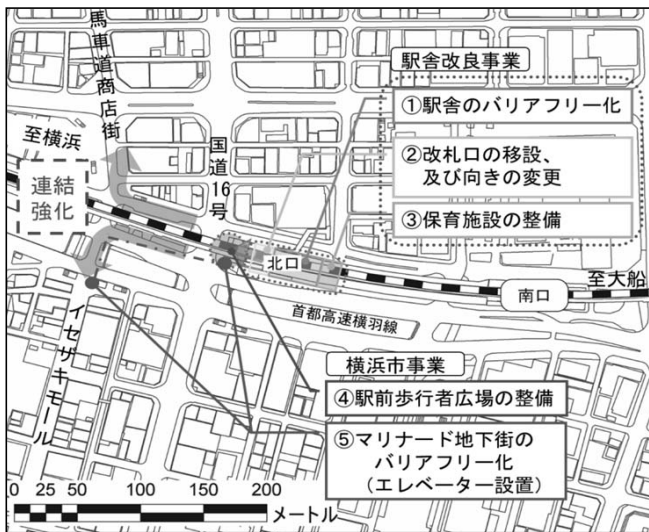 馬車道商店街
至横浜
国道16号
連結
強化
駅舎改良事業
①駅舎のバリアフリー化
②改札口の移設、
及び向きの変更
③保育施設の整備
北口
至大船
南口
首都高速横羽線
イセザキモール
横浜市事業
④駅前歩行者広場の整備
⑤マリナード地下街の
バリアフリー化
(エレベーター設置)
0 25 50 100 150 200
メートル